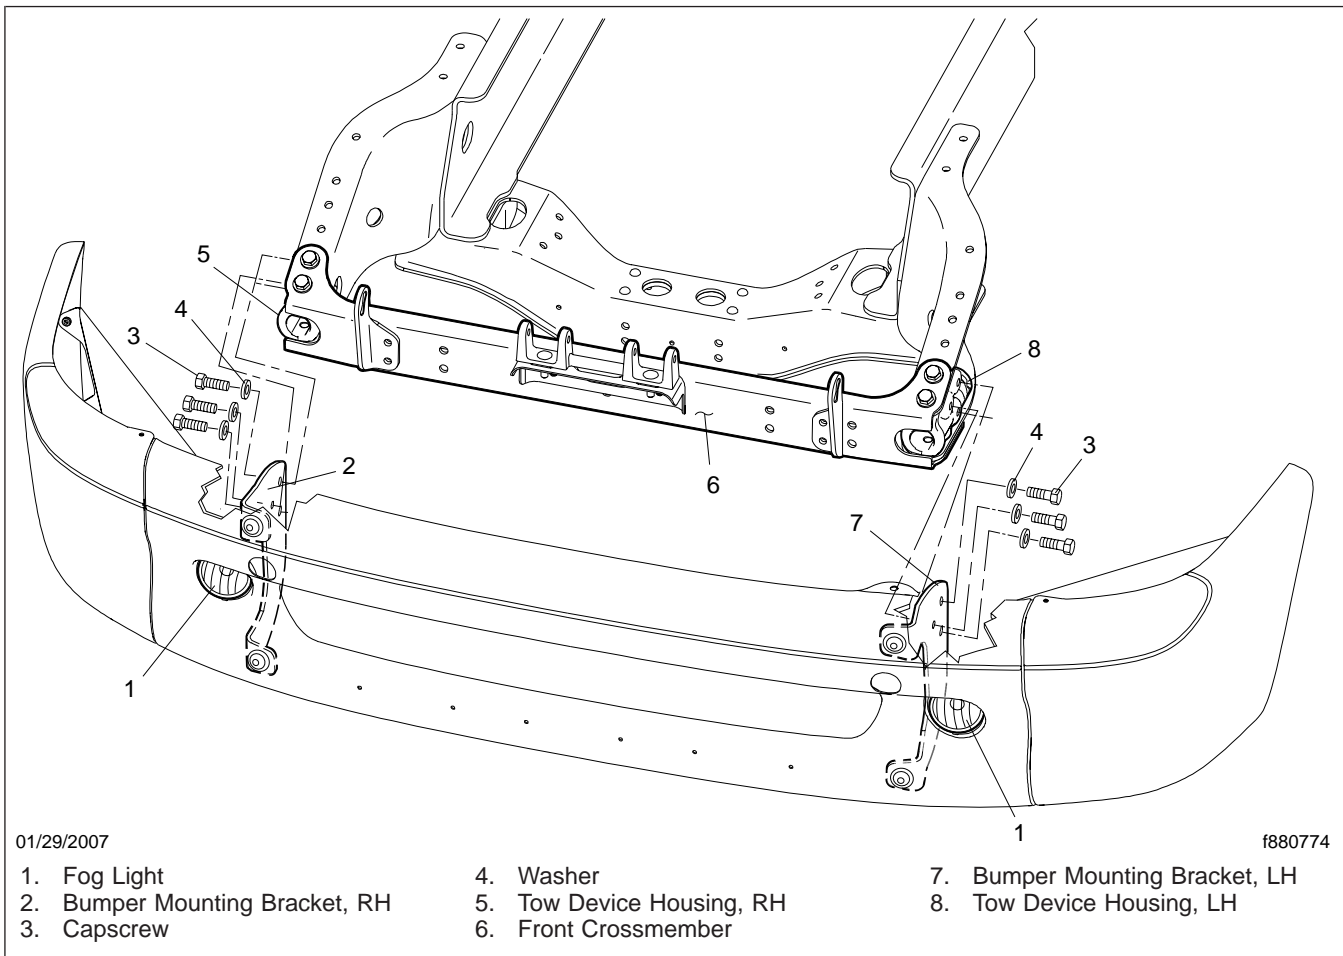 5
4
3
8
4
3
2
6
7
1
1
01/29/2007
f880774
1. Fog Light
2. Bumper Mounting Bracket, RH
3. Capscrew
4. Washer
5. Tow Device Housing, RH
6. Front Crossmember
7. Bumper Mounting Bracket, LH
8. Tow Device Housing, LH